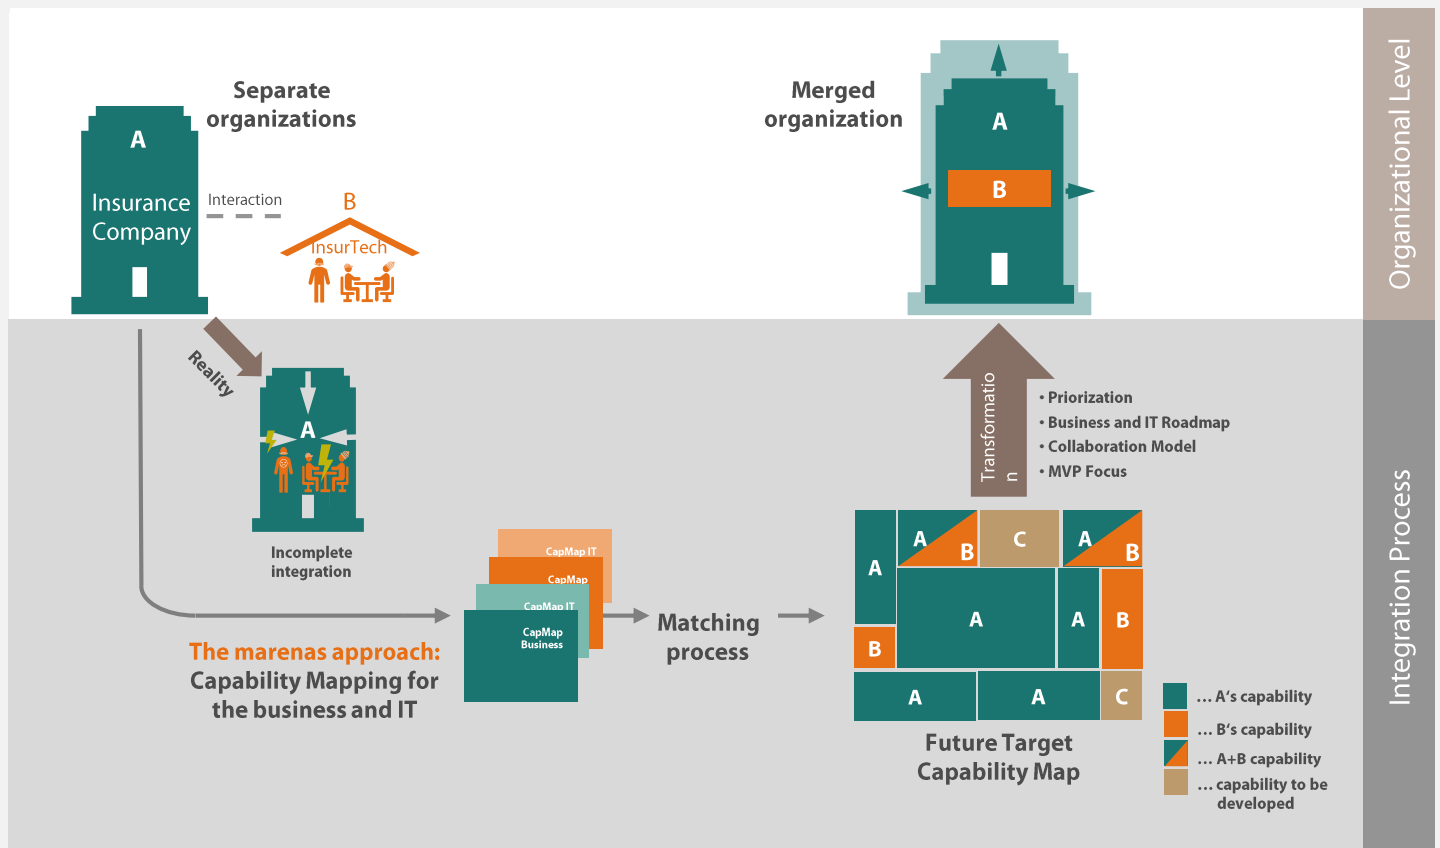 Separate
organizations
A
Insurance
Company
Interaction
B
InsurTech
Merged
organization
A
B
Organizational Level
Reality
A
Incomplete
integration
The marenas approach:
Capability Mapping for
the business and IT
CapMap IT
CapMap
CapMap IT
CapMap
Business
Matching
process
Transformatio
n
• Priorization
• Business and IT Roadmap
• Collaboration Model
• MVP Focus
A
A
B
C
A
B
A
A
B
B
A
A
C
Future Target
Capability Map
... A‘s capability
... B‘s capability
... A+B capability
... capability to be
developed
Integration Process